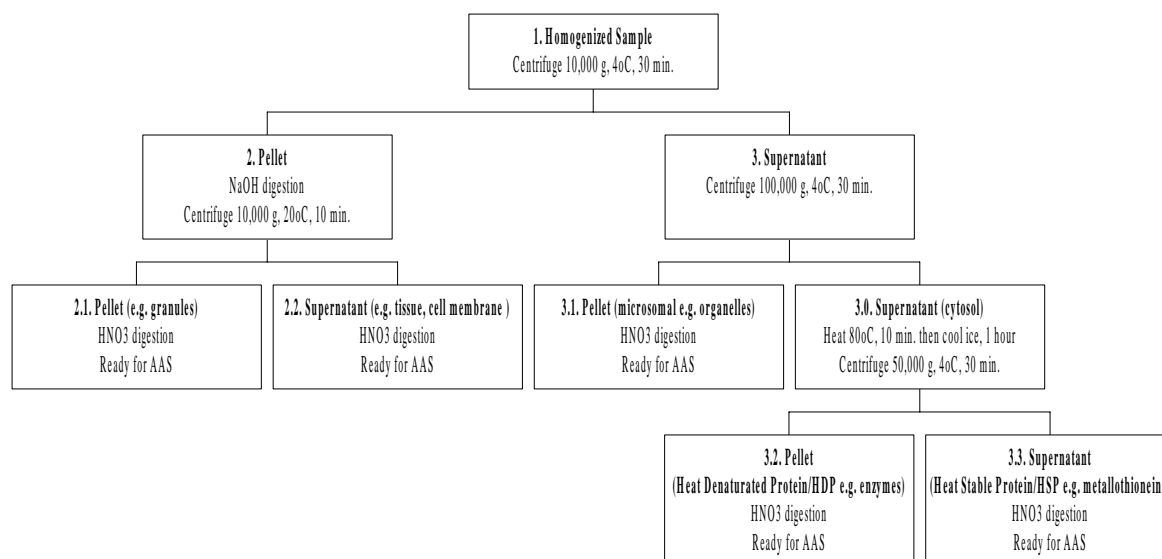 1. Homogenized Sample
Centrifuge 10,000 g, 4oC, 30 min.
2. Pellet
NaOH digestion
Centrifuge 10,000 g, 20oC, 10 min.
3. Supernatant
Centrifuge 100,000 g, 4oC, 30 min.
2.1. Pellet (e.g. granules)
HNO3 digestion
Ready for AAS
2.2. Supernatant (e.g. tissue, cell membrane )
HNO3 digestion
Ready for AAS
3.1. Pellet (microsomal e.g. organelles)
HNO3 digestion
Ready for AAS
3.0. Supernatant (cytosol)
Heat 80oC, 10 min. then cool ice, 1 hour
Centrifuge 50,000 g, 4oC, 30 min.
3.2. Pellet
(Heat Denaturated Protein/HDP e.g. enzymes)
HNO3 digestion
Ready for AAS
3.3. Supernatant
(Heat Stable Protein/HSP e.g. metallothionein
HNO3 digestion
Ready for AAS